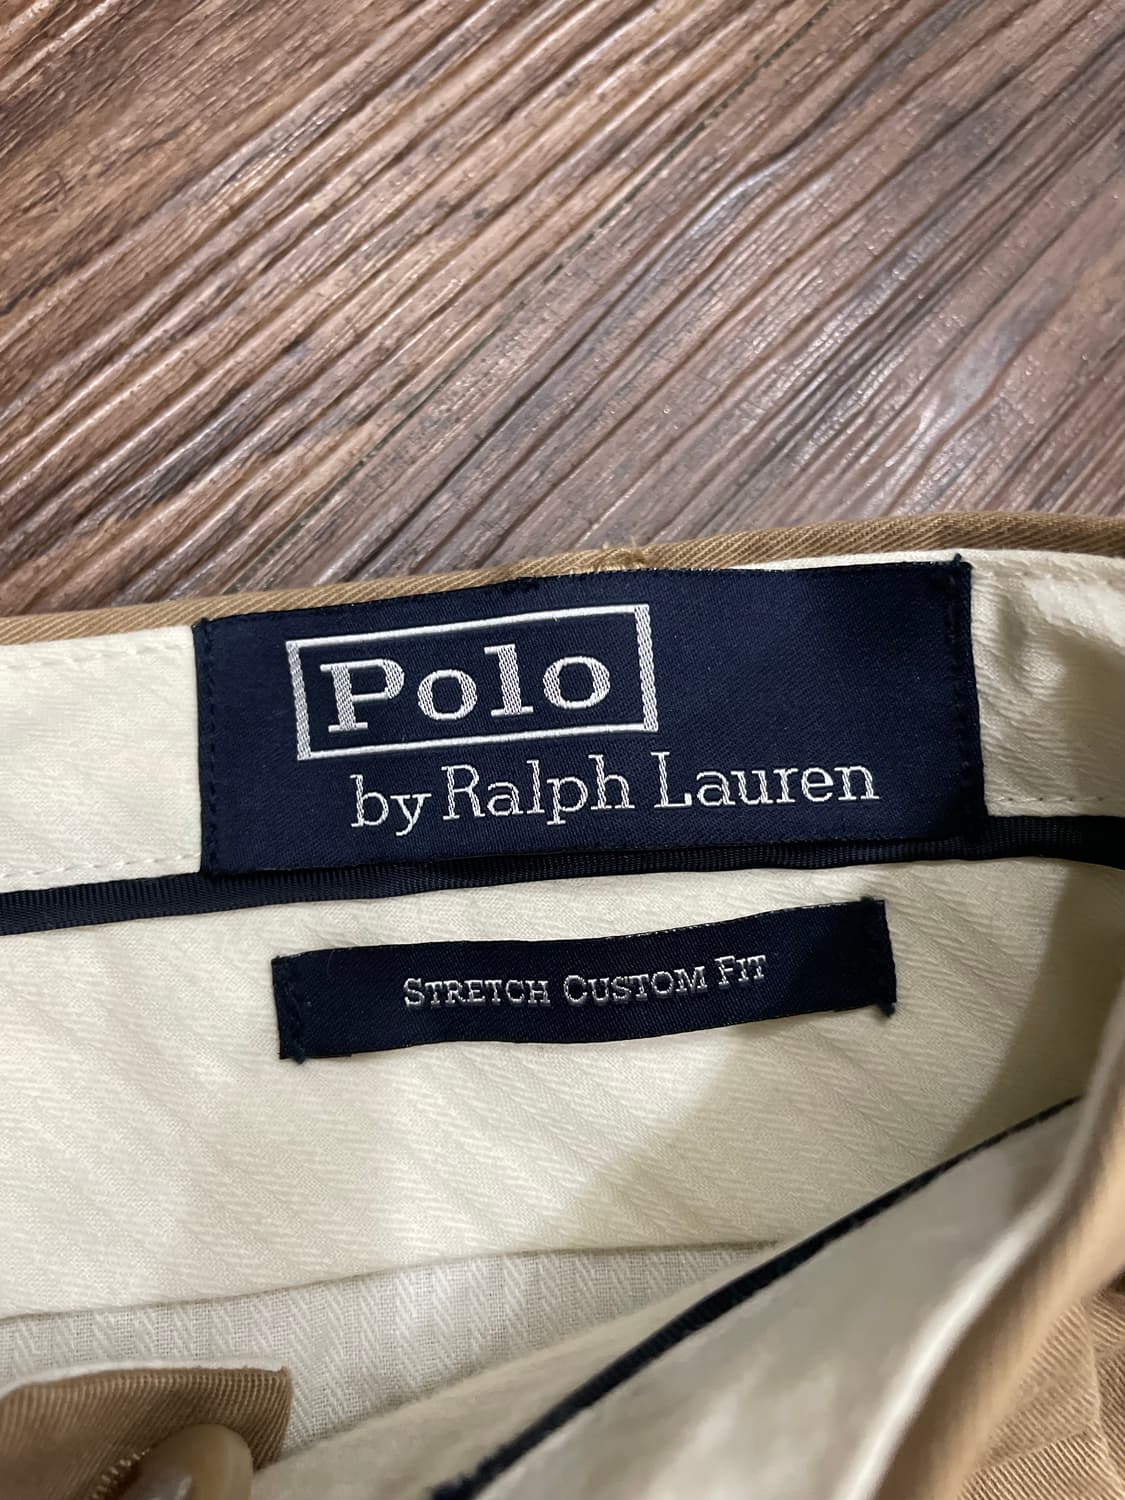 Polo
by Ralph Lauren
STRETCH CUSTOM FIT